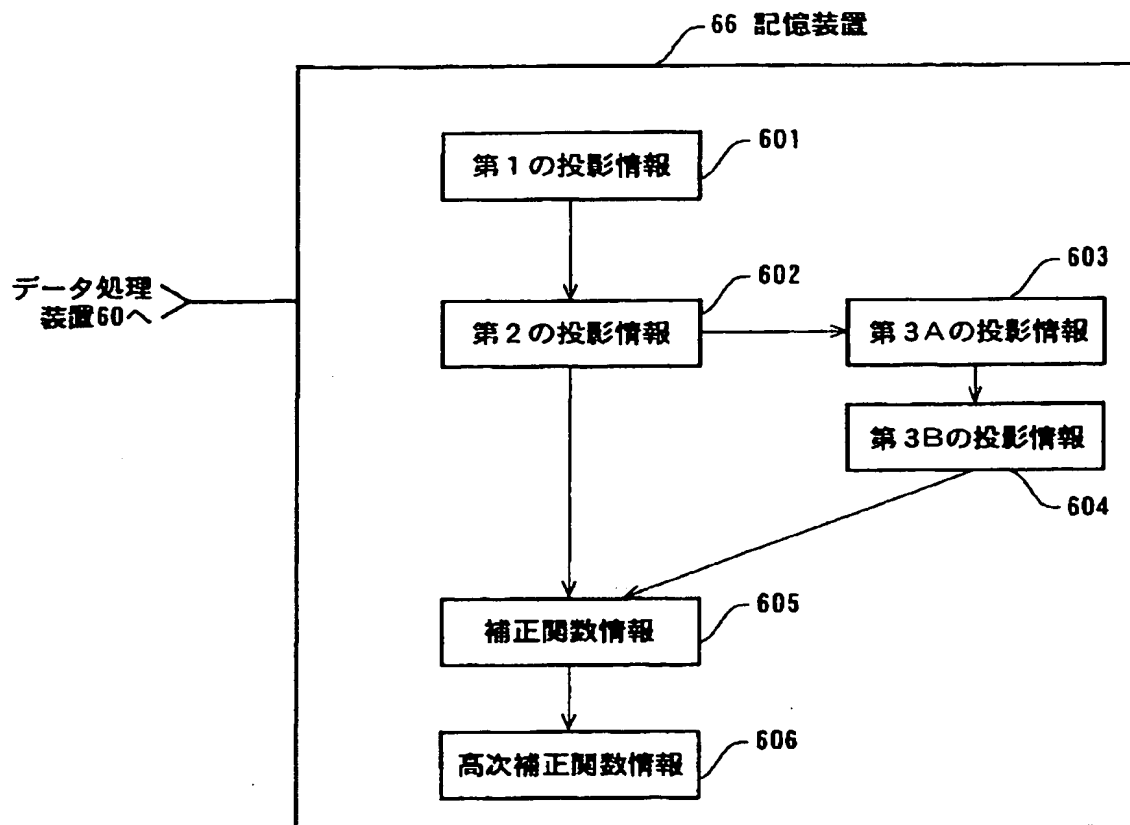 66 記憶装置
601
第1の投影情報
603
602
データ処理
装置60へ
第2の投影情報
第3Aの投影情報
第3Bの投影情報
604
605
補正関数情報
606
高次補正関数情報